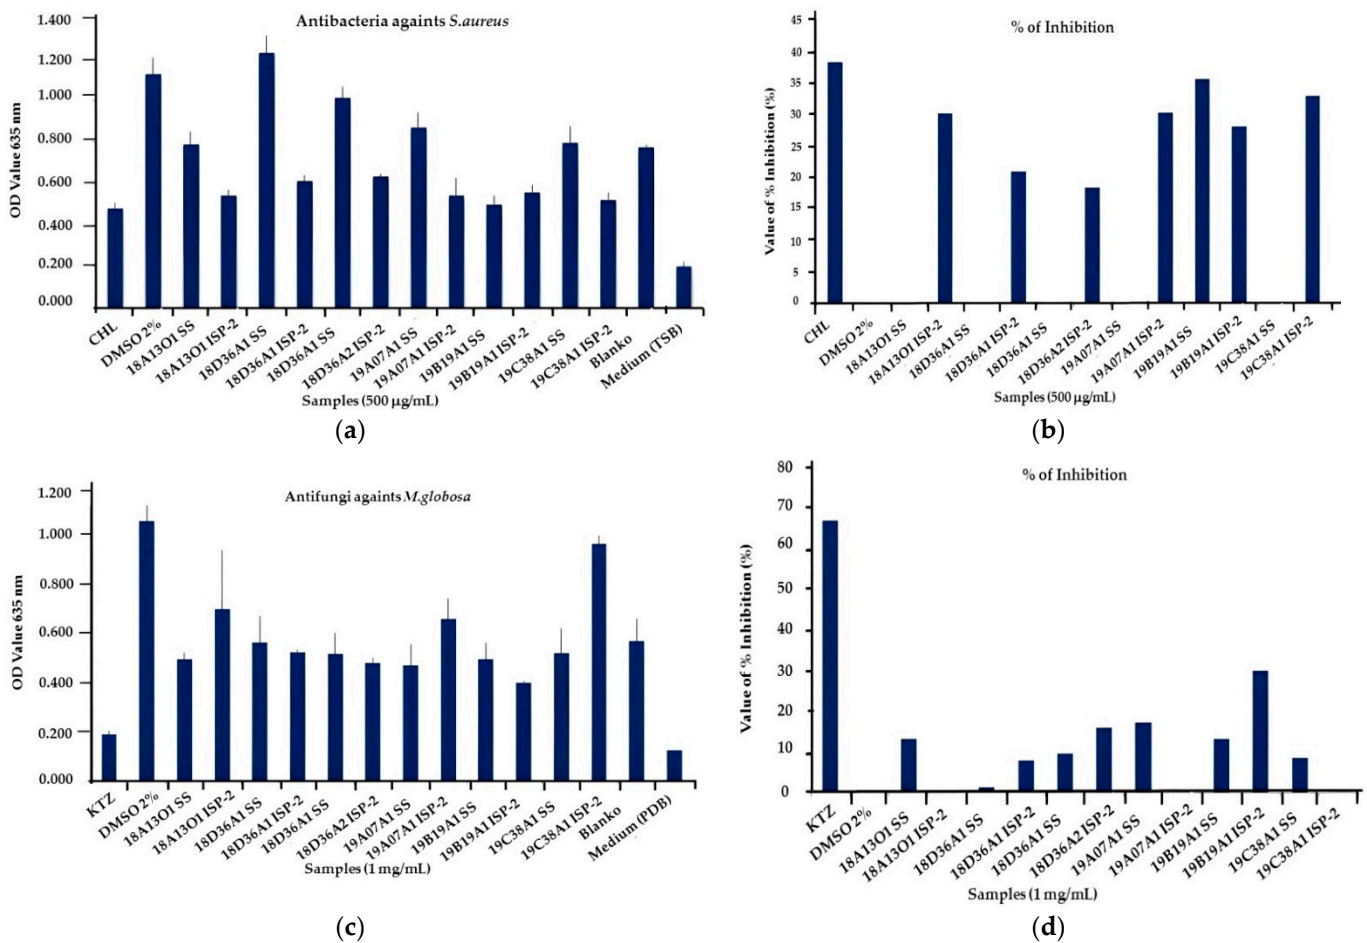 Antibacteria againts S.aureus
OD Value 635 nm
1.400
1.200
1.000
0.800
0.600
0.400
0.200
0.000
CHL
DMSO 2%
18A13O1 SS
18A13O1 ISP-2
18D36A1 SS
18D36A1 ISP-2
18D36A1 SS
18D36A2 ISP-2
19A07A1 SS
19A07A1 ISP-2
19B19A1 SS
19B19A1 ISP-2
19C38A1 SS
19C38A1 ISP-2
Blanko
Medium (TSB)
Samples (500 µg/mL)
(a)
% of Inhibition
Value of % Inhibition (%)
45
40
35
30
25
20
15
10
5
0
CHL
DMSO 2%
18A13O1 SS
18A13O1 ISP-2
18D36A1 SS
18D36A1 ISP-2
18D36A1 SS
18D36A2 ISP-2
19A07A1 SS
19A07A1 ISP-2
19B19A1 SS
19B19A1 ISP-2
19C38A1 SS
19C38A1 ISP-2
Samples (500 µg/mL)
(b)
Antifungi againts M.globosa
OD Value 635 nm
1.200
1.000
0.800
0.600
0.400
0.200
0.000
KTZ
DMSO 2%
18A13O1 SS
18A13O1 ISP-2
18D36A1 SS
18D36A1 ISP-2
18D36A1 SS
18D36A2 ISP-2
19A07A1 SS
19A07A1 ISP-2
19B19A1 SS
19B19A1 ISP-2
19C38A1 SS
19C38A1 ISP-2
Blanko
Medium (PDB)
Samples (1 mg/mL)
(c)
% of Inhibition
Value of % Inhibition (%)
80
70
60
50
40
30
20
10
0
KTZ
DMSO 2%
18A13O1 SS
18A13O1 ISP-2
18D36A1 SS
18D36A1 ISP-2
18D36A1 SS
18D36A2 ISP-2
19A07A1 SS
19A07A1 ISP-2
19B19A1 SS
19B19A1 ISP-2
19C38A1 SS
19C38A1 ISP-2
Samples (1 mg/mL)
(d)